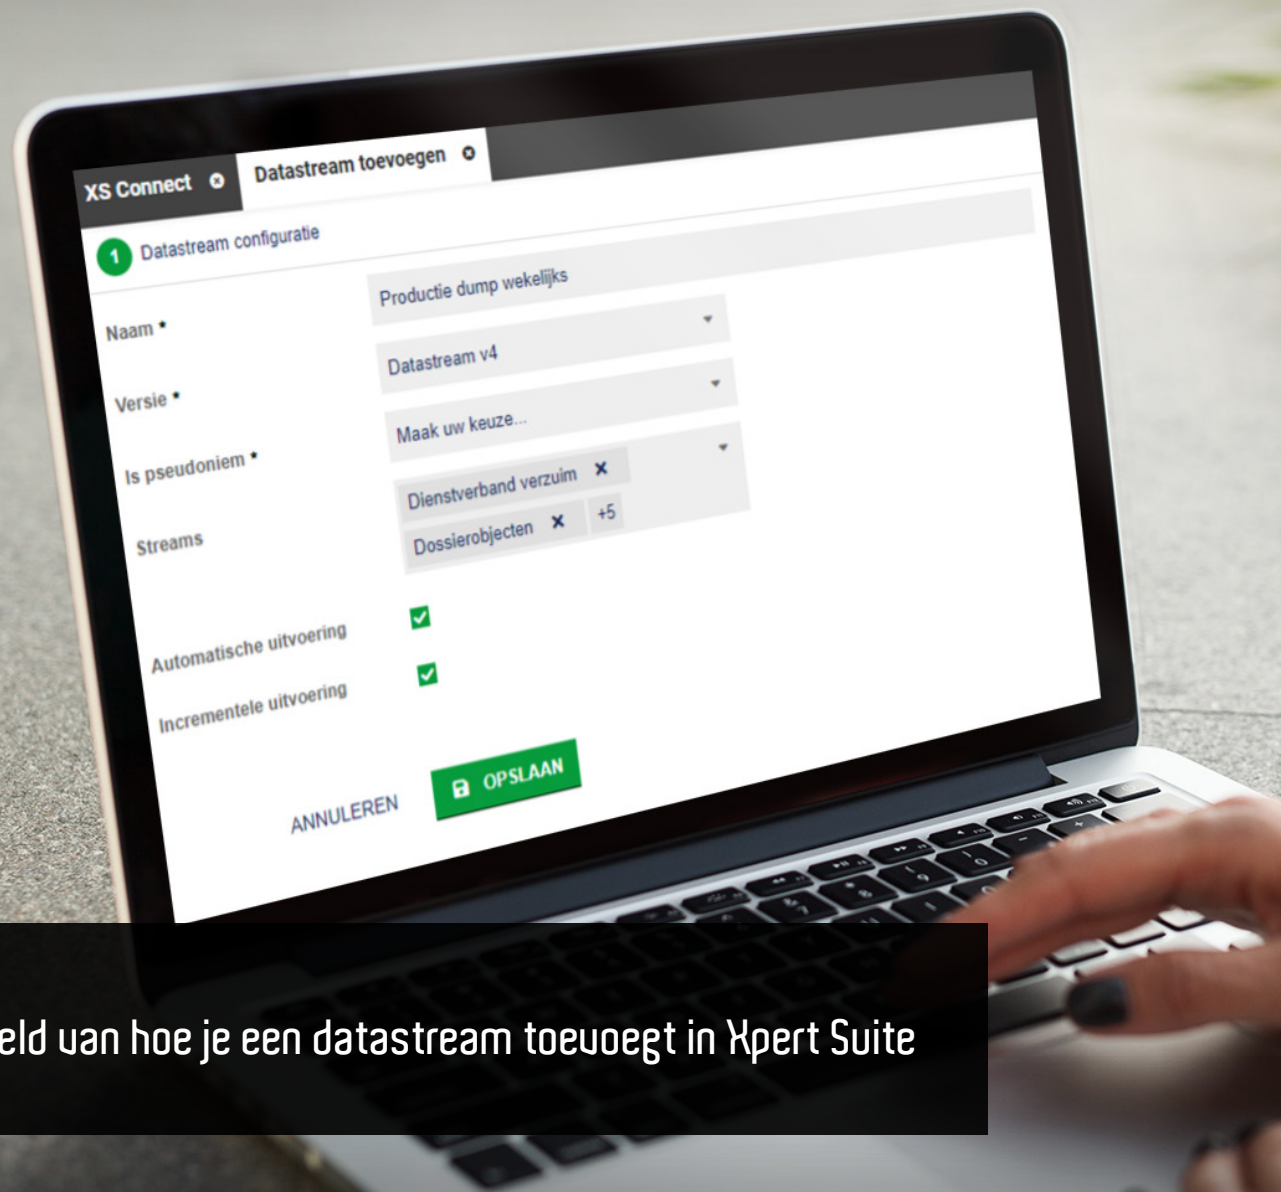 XS Connect
Datastream toevoegen
1 Datastream configuratie
Naam *
Productie dump wekelijks
Versie *
Datastream v4
Is pseudoniem *
Maak uw keuze...
Streams
Dienstverband verzuim
Dossierobjecten +5
Automatische uitvoering
Incrementele uitvoering
ANNULEREN
OPSLAAN
van hoe je een datastream toevoegt in Xpert Suite